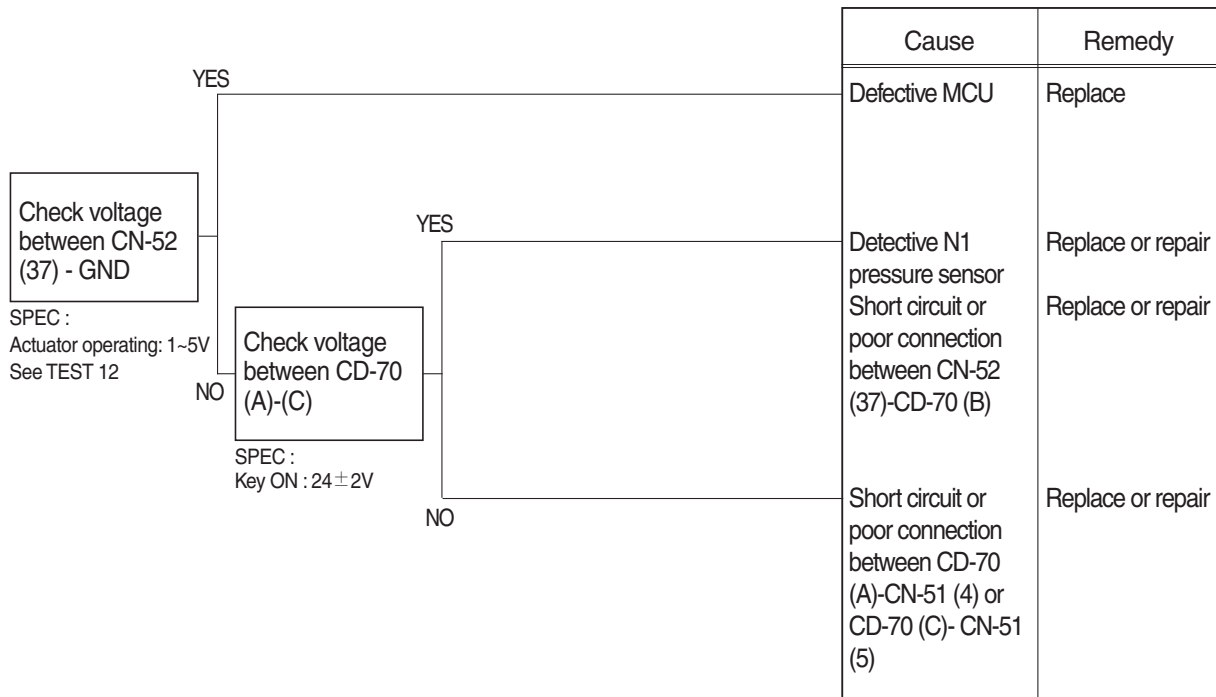 Cause
Remedy
YES
Defective MCU
Replace
Check voltage
between CN-52
(37) - GND
SPEC :
Actuator operating: 1~5V
See TEST 12
NO
YES
Detective N1
pressure sensor
Replace or repair
Short circuit or
poor connection
between CN-52
(37)-CD-70 (B)
Replace or repair
Check voltage
between CD-70
(A)-(C)
SPEC :
Key ON : 24±2V
NO
Short circuit or
poor connection
between CD-70
(A)-CN-51 (4) or
CD-70 (C)- CN-51
(5)
Replace or repair